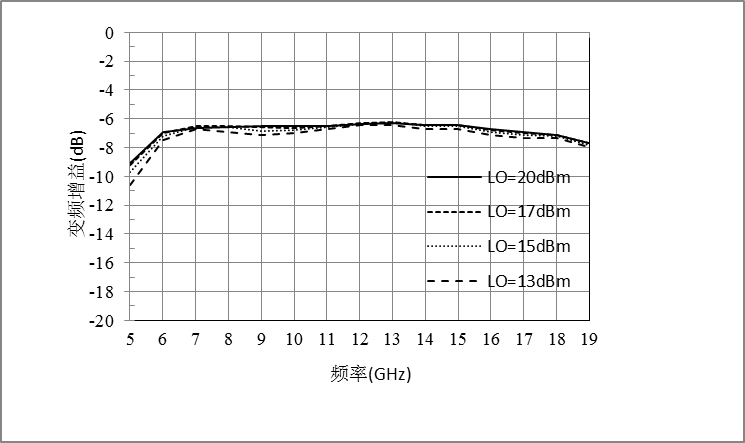 0
-2
-4
-6
-8
-10
-12
-14
-16
-18
-20
变频增益(dB)
LO=20dBm
LO=17dBm
LO=15dBm
LO=13dBm
5 6 7 8 9 10 11 12 13 14 15 16 17 18 19
频率(GHz)